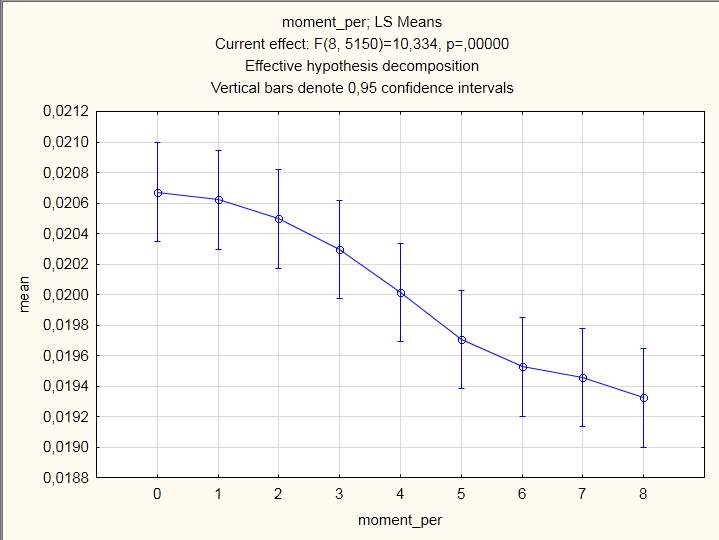 moment_per; LS Means
Current effect: F(8, 5150)=10,334, p=,00000
Effective hypothesis decomposition
Vertical bars denote 0,95 confidence intervals
0,0212
0,0210
0,0208
0,0206
0,0204
0,0202
0,0200
0,0198
0,0196
0,0194
0,0192
0,0190
0,0188
mean
0 1 2 3 4 5 6 7 8
moment_per